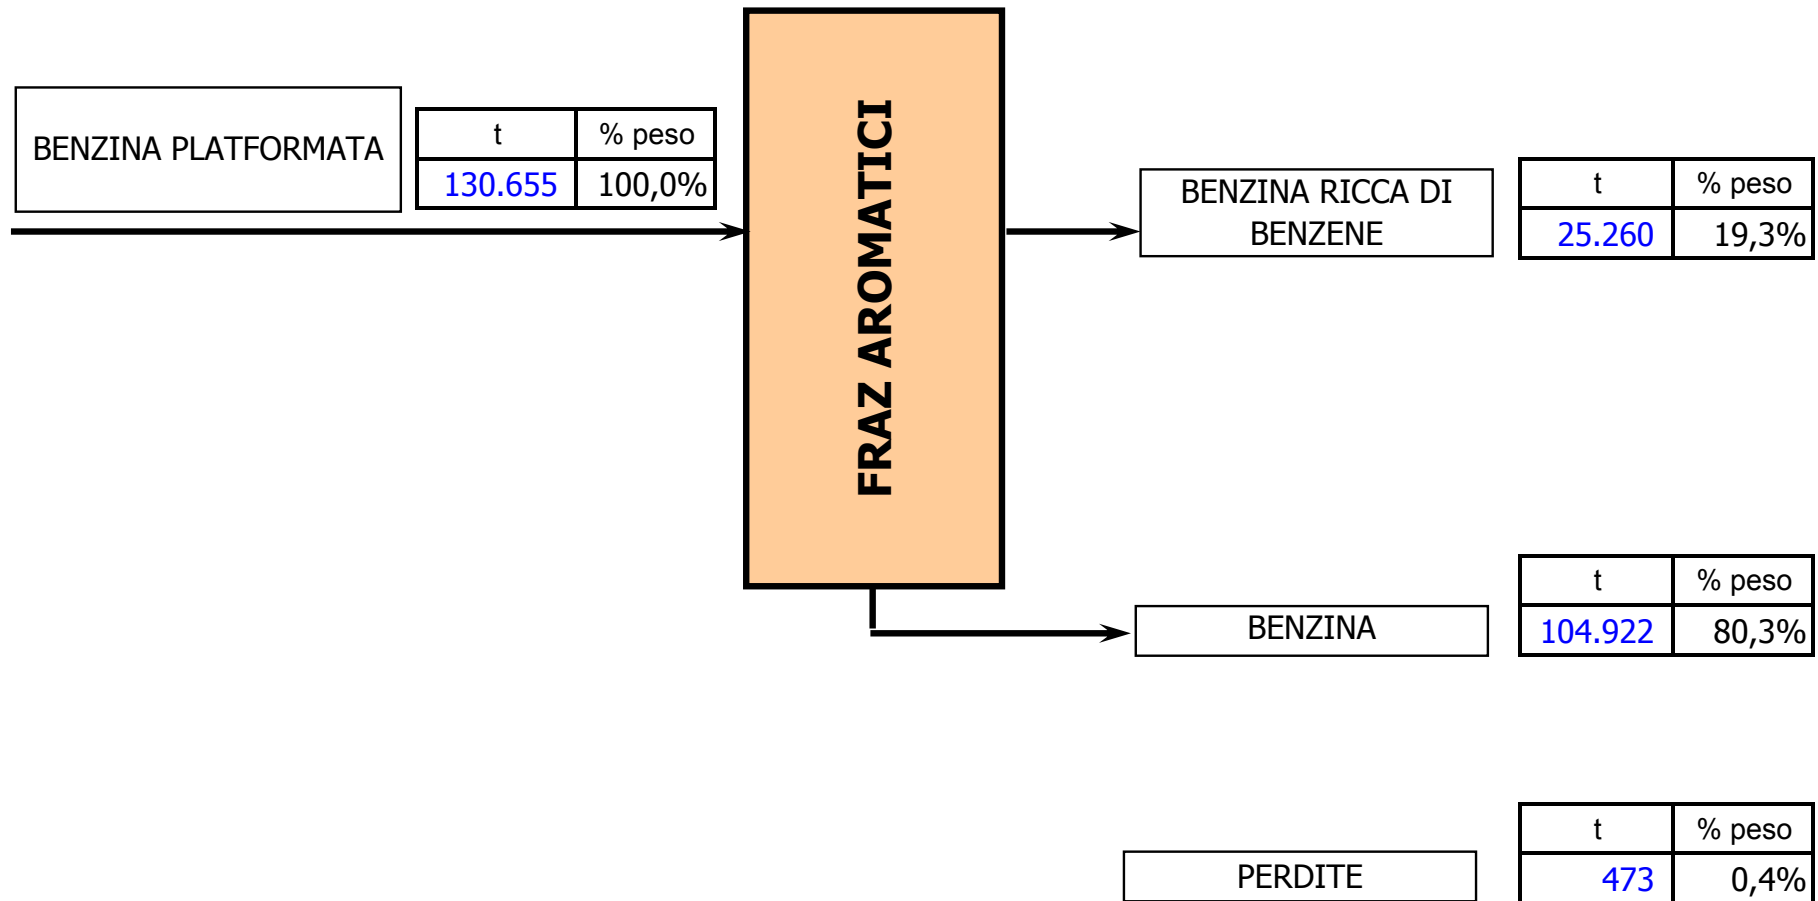 BENZINA PLATFORMATA
t % peso
130.655 100,0%
FRAZ AROMATICI
BENZINA RICCA DI
BENZENE
t % peso
25.260 19,3%
BENZINA
t % peso
104.922 80,3%
PERDITE
t % peso
473 0,4%